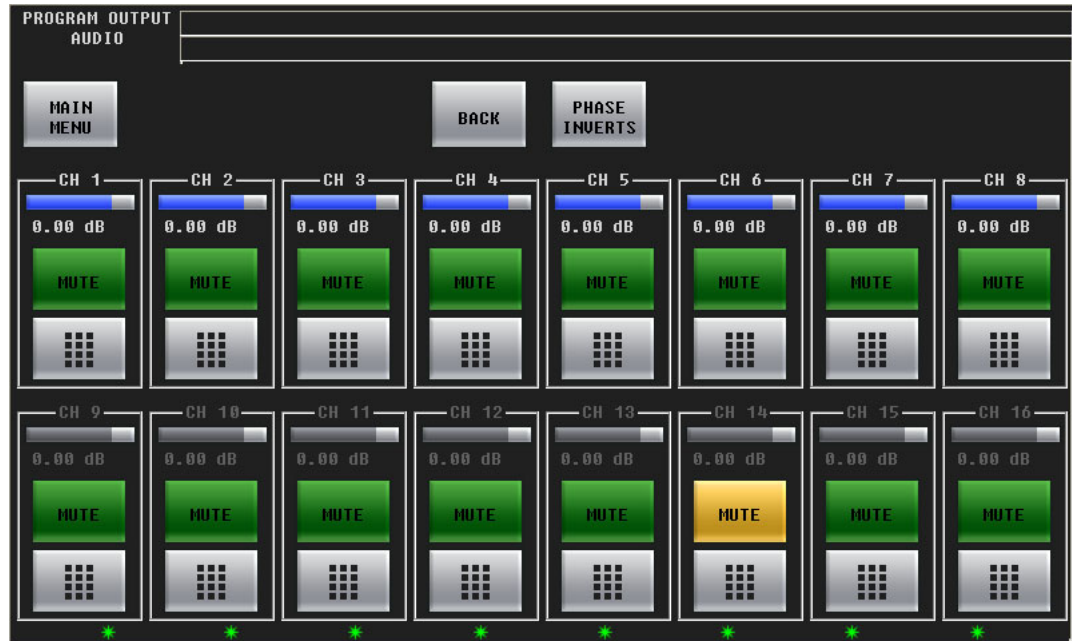 PROGRAM OUTPUT
AUDIO
MAIN
MENU
BACK
PHASE
INVERTS
CH 1 CH 2 CH 3 CH 4 CH 5 CH 6 CH 7 CH 8
0.00 dB 0.00 dB 0.00 dB 0.00 dB 0.00 dB 0.00 dB 0.00 dB 0.00 dB
MUTE MUTE MUTE MUTE MUTE MUTE MUTE MUTE
CH 9 CH 10 CH 11 CH 12 CH 13 CH 14 CH 15 CH 16
0.00 dB 0.00 dB 0.00 dB 0.00 dB 0.00 dB 0.00 dB 0.00 dB 0.00 dB
MUTE MUTE MUTE MUTE MUTE MUTE MUTE MUTE